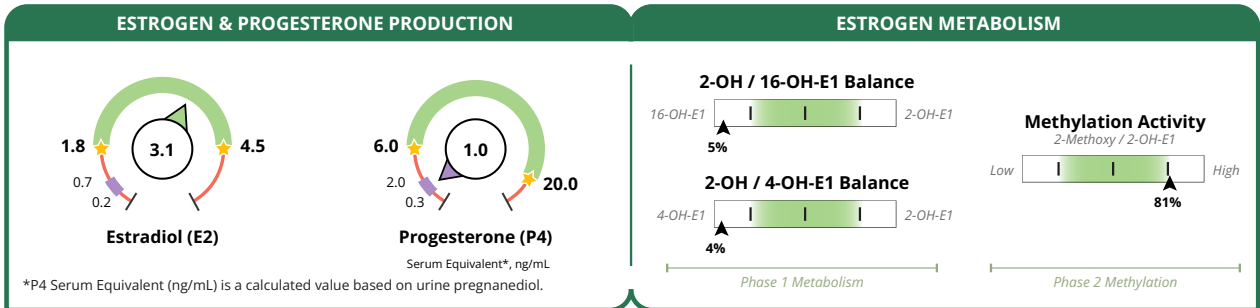 ESTROGEN & PROGESTERONE PRODUCTION
1.8
3.1
4.5
0.7
0.2
Estradiol (E2)
6.0
1.0
2.0
20.0
0.3
Progesterone (P4)
Serum Equivalent*, ng/mL
*P4 Serum Equivalent (ng/mL) is a calculated value based on urine pregnanediol.
ESTROGEN METABOLISM
2-OH / 16-OH-E1 Balance
16-OH-E1
2-OH-E1
5%
2-OH / 4-OH-E1 Balance
4-OH-E1
2-OH-E1
4%
Phase 1 Metabolism
Methylation Activity
2-Methoxy / 2-OH-E1
Low
High
81%
Phase 2 Methylation